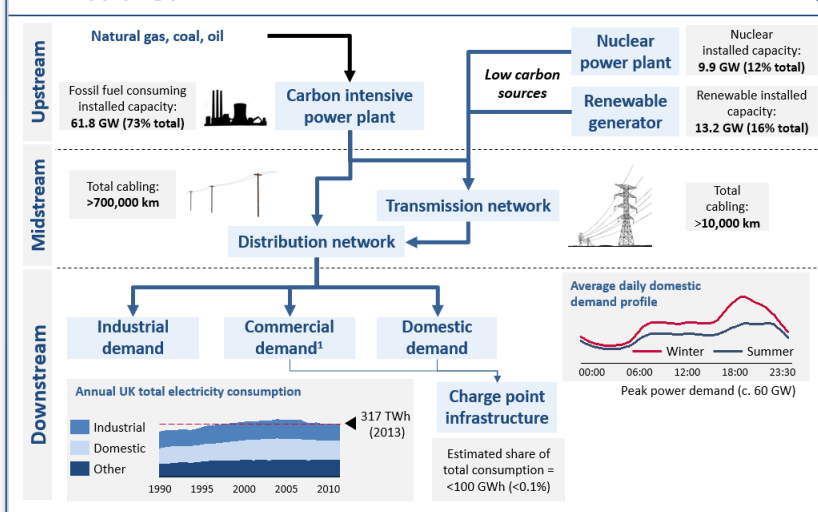 Upstream
Natural gas, coal, oil
Fossil fuel consuming
installed capacity:
61.8 GW (73% total)
Carbon intensive
power plant
Low carbon
sources
Nuclear
power plant
Nuclear
installed capacity:
9.9 GW (12% total)
Renewable
generator
Renewable installed
capacity:
13.2 GW (16% total)
Midstream
Total cabling:
>700,000 km
Transmission network
Distribution network
Total
cabling:
>10,000 km
Downstream
Industrial
demand
Commercial
demand¹
Domestic
demand
Average daily domestic
demand profile
Winter
Summer
00:00 06:00 12:00 18:00 23:30
Peak power demand (c. 60 GW)
Annual UK total electricity consumption
Industrial
Domestic
Other
1990 1995 2000 2005 2010
317 TWh
(2013)
Charge point
infrastructure
Estimated share of
total consumption =
<100 GWh (<0.1%)